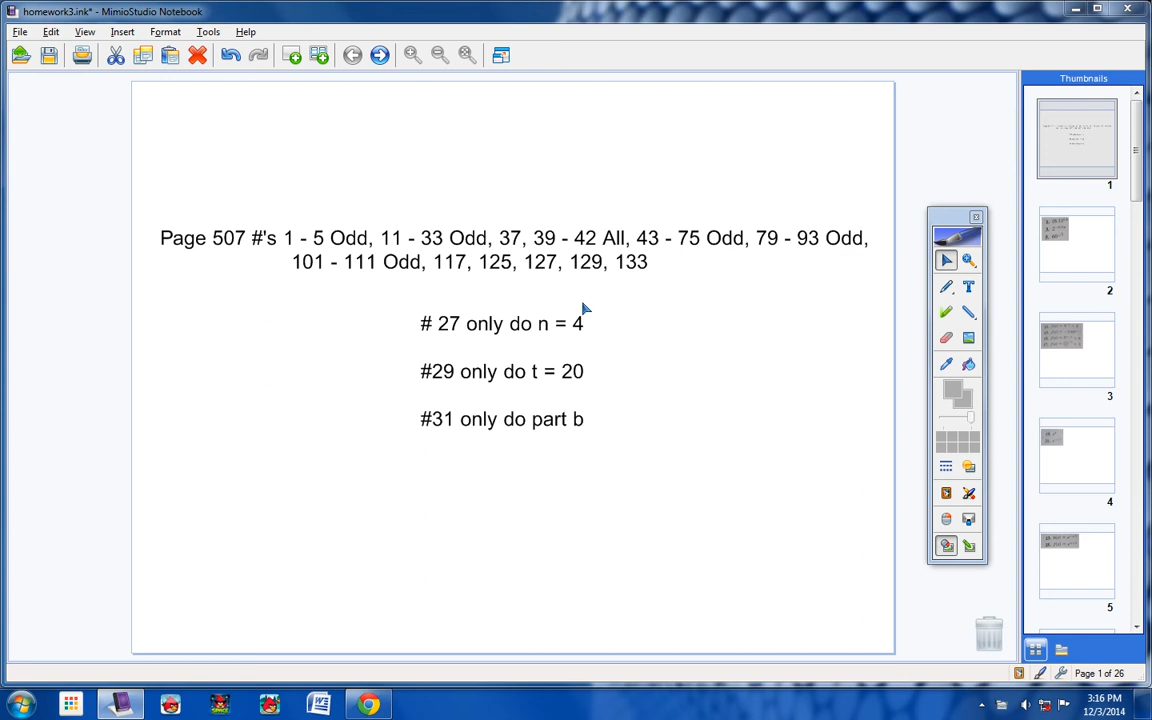 homework3.ink* - MimioStudio Notebook
File Edit View Insert Format Tools Help
Thumbnails
Page 507 #'s 1 - 5 Odd, 11 - 33 Odd, 37, 39 - 42 All, 43 - 75 Odd, 79 - 93 Odd,
101 - 111 Odd, 117, 125, 127, 129, 133
# 27 only do n = 4
#29 only do t = 20
#31 only do part b
1
2
3
4
5
Page 1 of 26
3:16 PM
12/3/2014